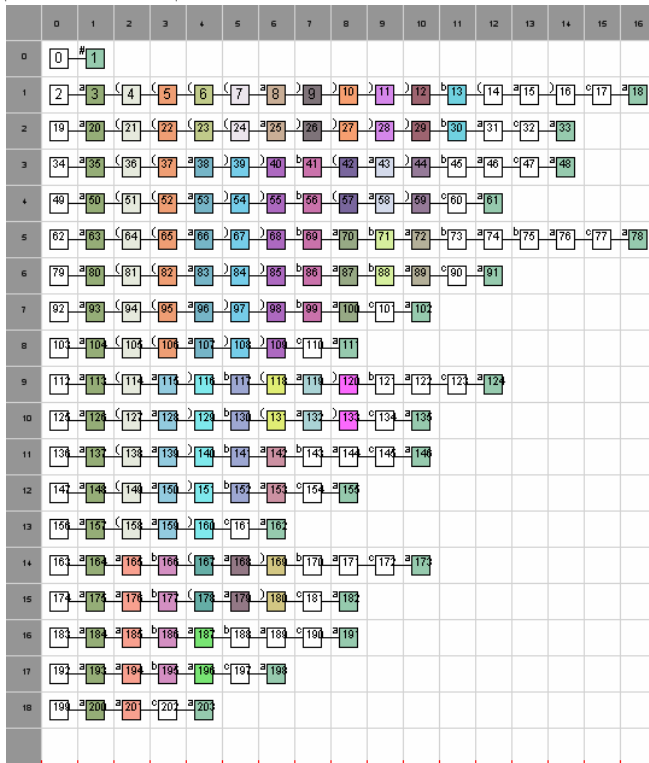 0 1 2 3 4 5 6 7 8 9 10 11 12 13 14 15 16
0 0 # 1
1 2 a 3 ( 4 ( 5 ( 6 ( 7 a 8 ) 9 ) 10 ) 11 ) 12 b 13 ( 14 a 15 ) 16 c 17 a 18
2 19 a 20 ( 21 ( 22 ( 23 ( 24 a 25 ) 26 ) 27 ) 28 ) 29 b 30 a 31 c 32 a 33
3 34 a 35 ( 36 ( 37 a 38 ) 39 ) 40 b 41 ( 42 a 43 ) 44 b 45 a 46 c 47 a 48
4 49 a 50 ( 51 ( 52 a 53 ) 54 ) 55 b 56 ( 57 a 58 ) 59 c 60 a 61
5 62 a 63 ( 64 ( 65 a 66 ) 67 ) 68 b 69 a 70 b 71 a 72 b 73 a 74 b 75 a 76 c 77 a 78
6 79 a 80 ( 81 ( 82 a 83 ) 84 ) 85 b 86 a 87 b 88 a 89 c 90 a 91
7 92 a 93 ( 94 ( 95 a 96 ) 97 ) 98 b 99 a 100 c 10 a 102
8 103 a 104 ( 105 ( 106 a 107 ) 108 ) 109 c 110 a 111
9 112 a 113 ( 114 a 115 ) 116 b 117 ( 118 a 119 ) 120 b 12 a 122 c 123 a 124
10 125 a 126 ( 127 a 128 ) 129 b 130 ( 131 a 132 ) 133 c 134 a 135
11 136 a 137 ( 138 a 139 ) 140 b 141 a 142 b 143 a 144 c 145 a 146
12 147 a 148 ( 149 a 150 ) 15 b 152 a 153 c 154 a 155
13 156 a 157 ( 158 a 159 ) 160 c 16 a 162
14 163 a 164 a 165 b 166 ( 167 a 168 ) 169 b 170 a 17 c 172 a 173
15 174 a 175 a 176 b 177 ( 178 a 179 ) 180 c 18 a 182
16 183 a 184 a 185 b 186 a 187 b 188 a 189 c 190 a 191
17 192 a 193 a 194 b 195 a 196 c 197 a 198
18 199 a 200 a 201 c 202 a 203